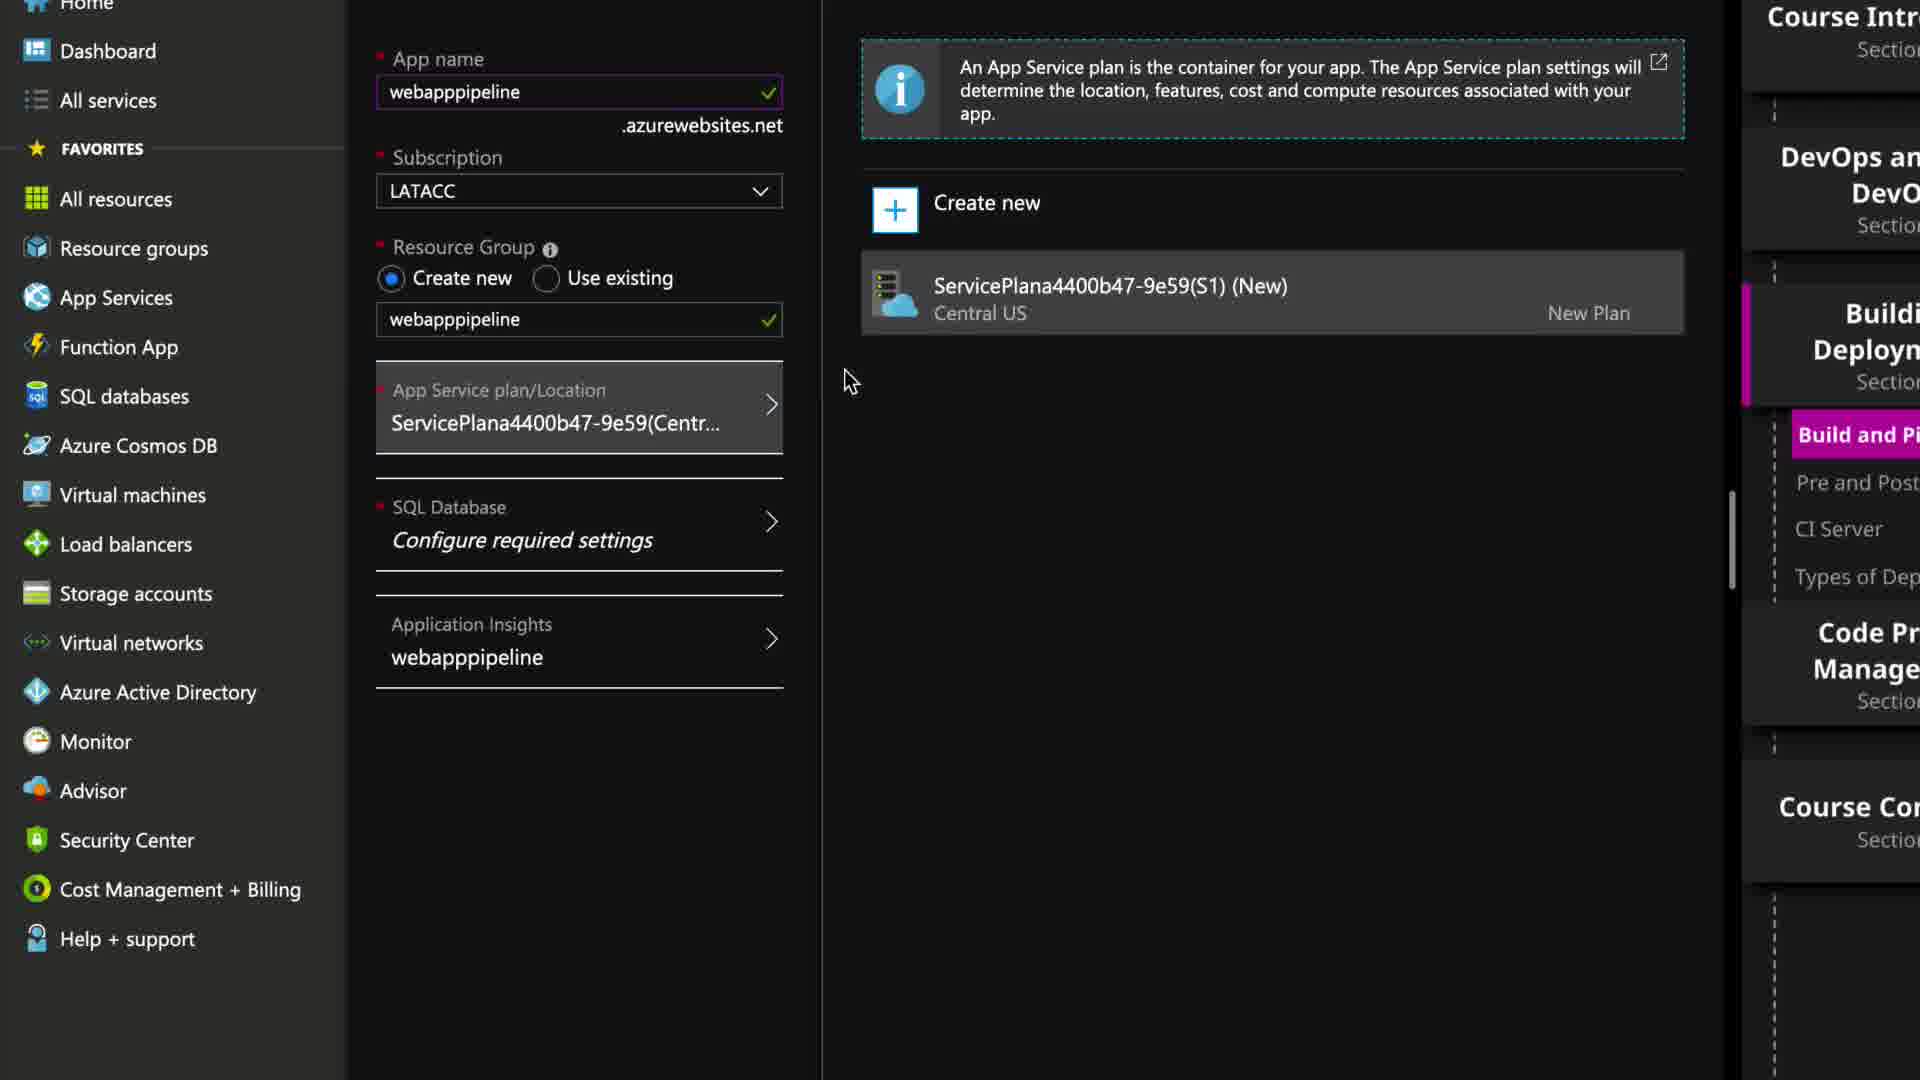 Home
Dashboard
All services
FAVORITES
All resources
Resource groups
App Services
Function App
SQL databases
Azure Cosmos DB
Virtual machines
Load balancers
Storage accounts
Virtual networks
Azure Active Directory
Monitor
Advisor
Security Center
Cost Management + Billing
Help + support
* App name
webapppipeline
.azurewebsites.net
* Subscription
LATACC
* Resource Group
Create new Use existing
webapppipeline
* App Service plan/Location
ServicePlana4400b47-9e59(Centr...
* SQL Database
Configure required settings
Application Insights
webapppipeline
An App Service plan is the container for your app. The App Service plan settings will
determine the location, features, cost and compute resources associated with your
app.
Create new
ServicePlana4400b47-9e59(S1) (New)
Central US New Plan
Course Intr
Sectio
DevOps an
DevO
Sectio
Buildi
Deployn
Sectio
Build and Pi
Pre and Post
CI Server
Types of Dep
Code Pr
Manage
Sectio
Course Cor
Sectio